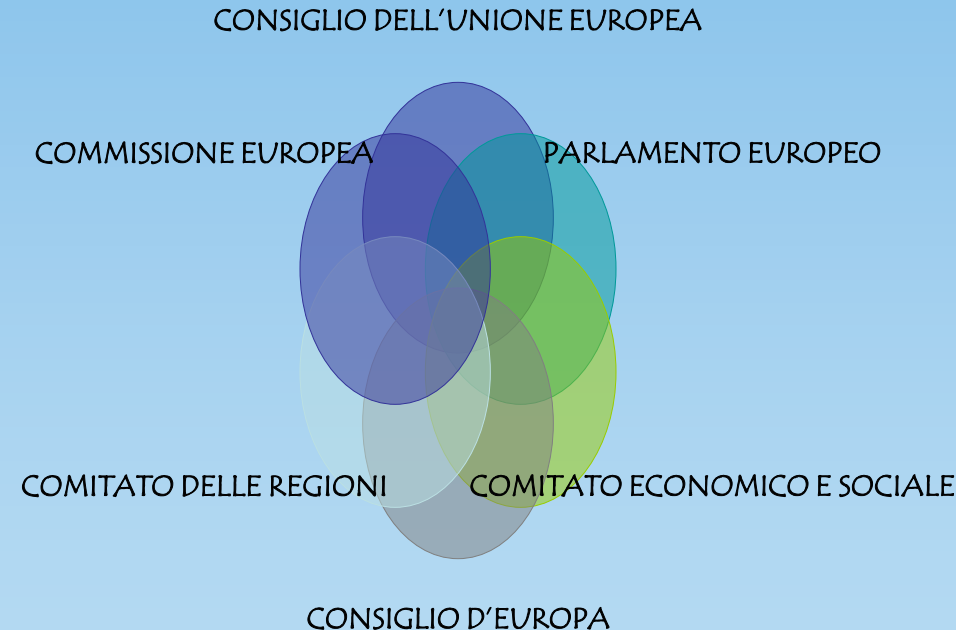 CONSIGLIO DELL'UNIONE EUROPEA
COMMISSIONE EUROPEA
PARLAMENTO EUROPEO
COMITATO DELLE REGIONI
COMITATO ECONOMICO E SOCIALE
CONSIGLIO D'EUROPA